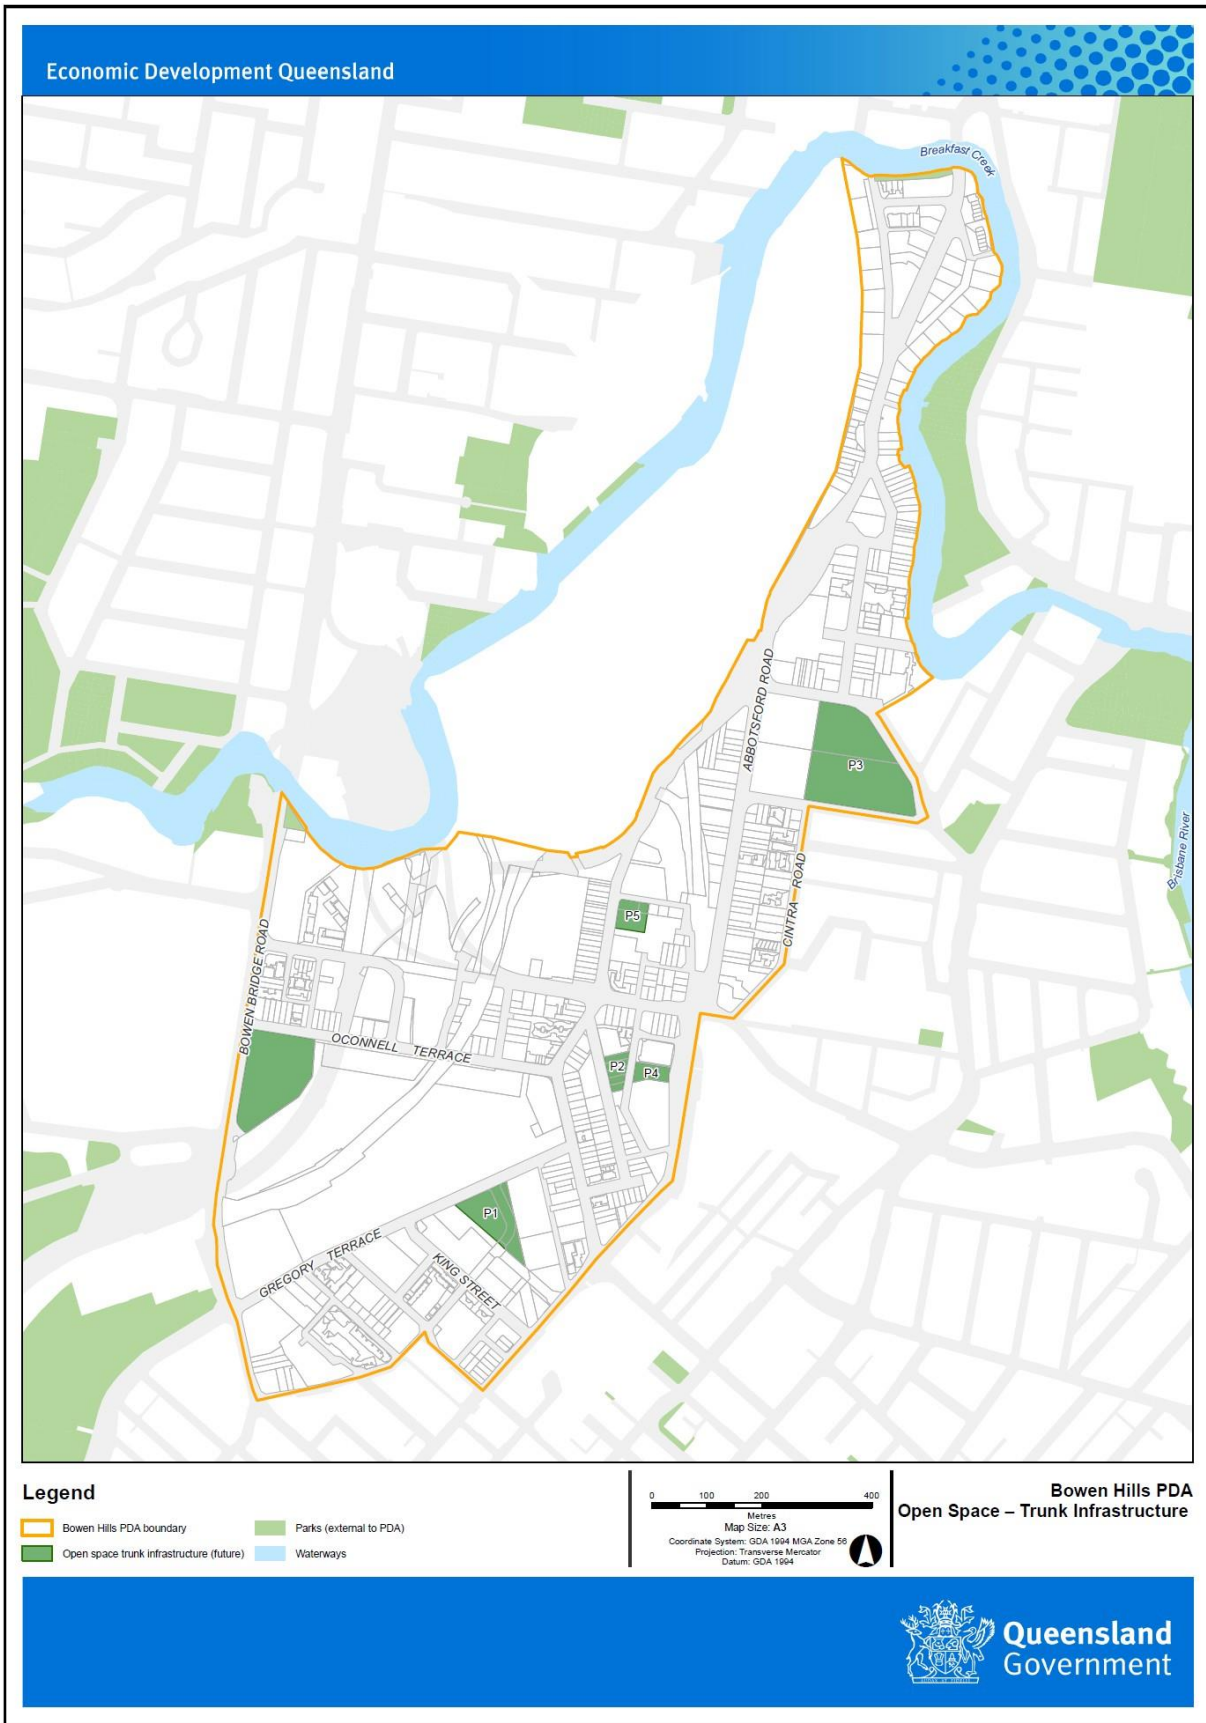 Economic Development Queensland
Breakfast Creek
ABBOTSFORD ROAD
P3
Brisbane River
CINTRA ROAD
P5
BOWEN BRIDGE ROAD
OCONNELL TERRACE
P2
P4
P1
GREGORY TERRACE
KING STREET
Legend
Bowen Hills PDA boundary
Parks (external to PDA)
Open space trunk infrastructure (future)
Waterways
0 100 200 400
Metres
Map Size: A3
Coordinate System: GDA 1994 MGA Zone 56
Projection: Transverse Mercator
Datum: GDA 1994
Bowen Hills PDA
Open Space – Trunk Infrastructure
Queensland
Government